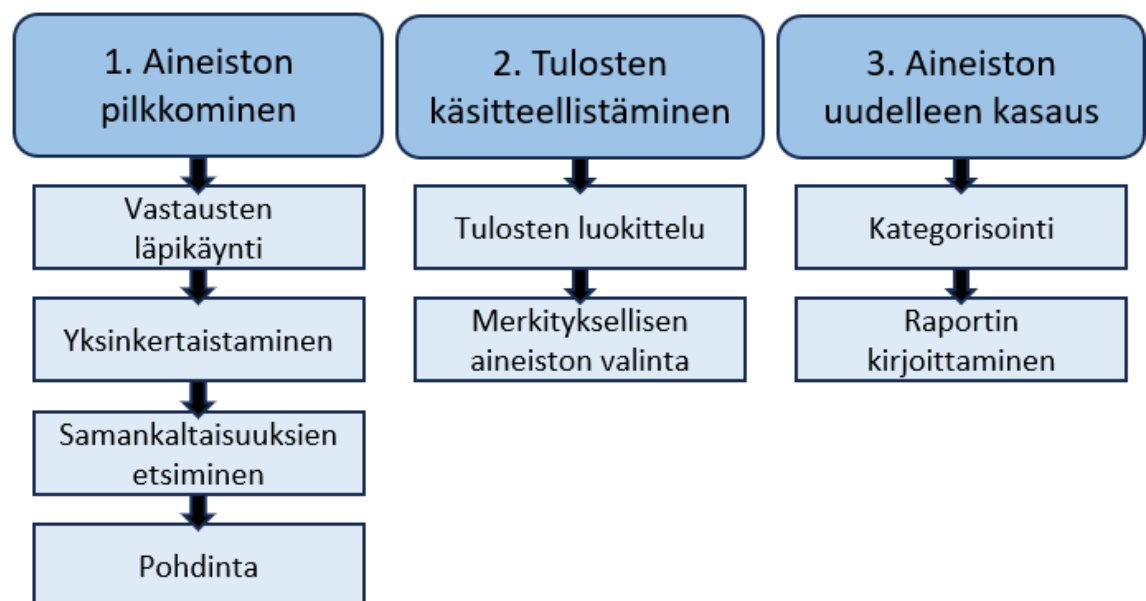 1. Aineiston
pilkkominen
Vastausten
läpikäynti
Yksinkertaistaminen
Samankaltaisuuksien
etsiminen
Pohdinta
2. Tulosten
käsitteellistäminen
Tulosten luokittelu
Merkityksellisen
aineiston valinta
3. Aineiston
uudelleen kasaus
Kategorisointi
Raportin
kirjoittaminen